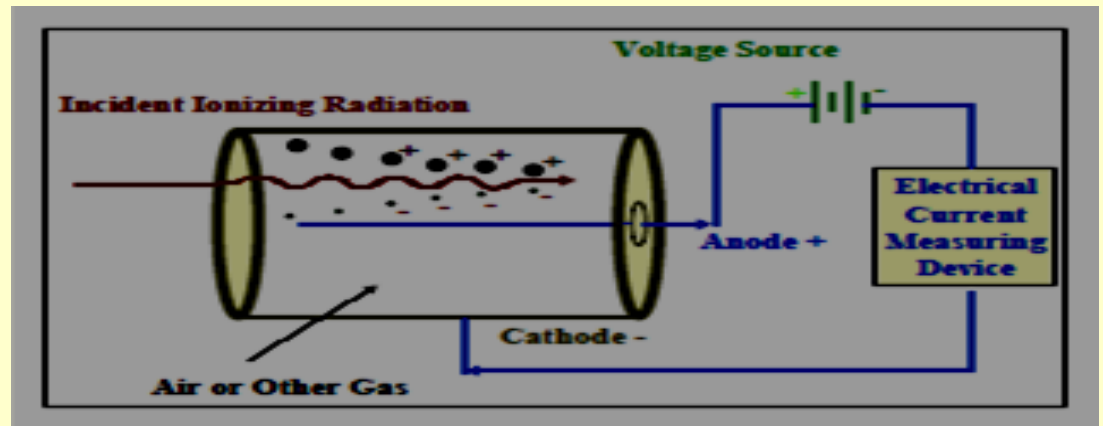 Voltage Source
+ -
Incident Ionizing Radiation
+ + + +
- - - -
Electrical
Current
Measuring
Device
Anode +
Cathode -
Air or Other Gas